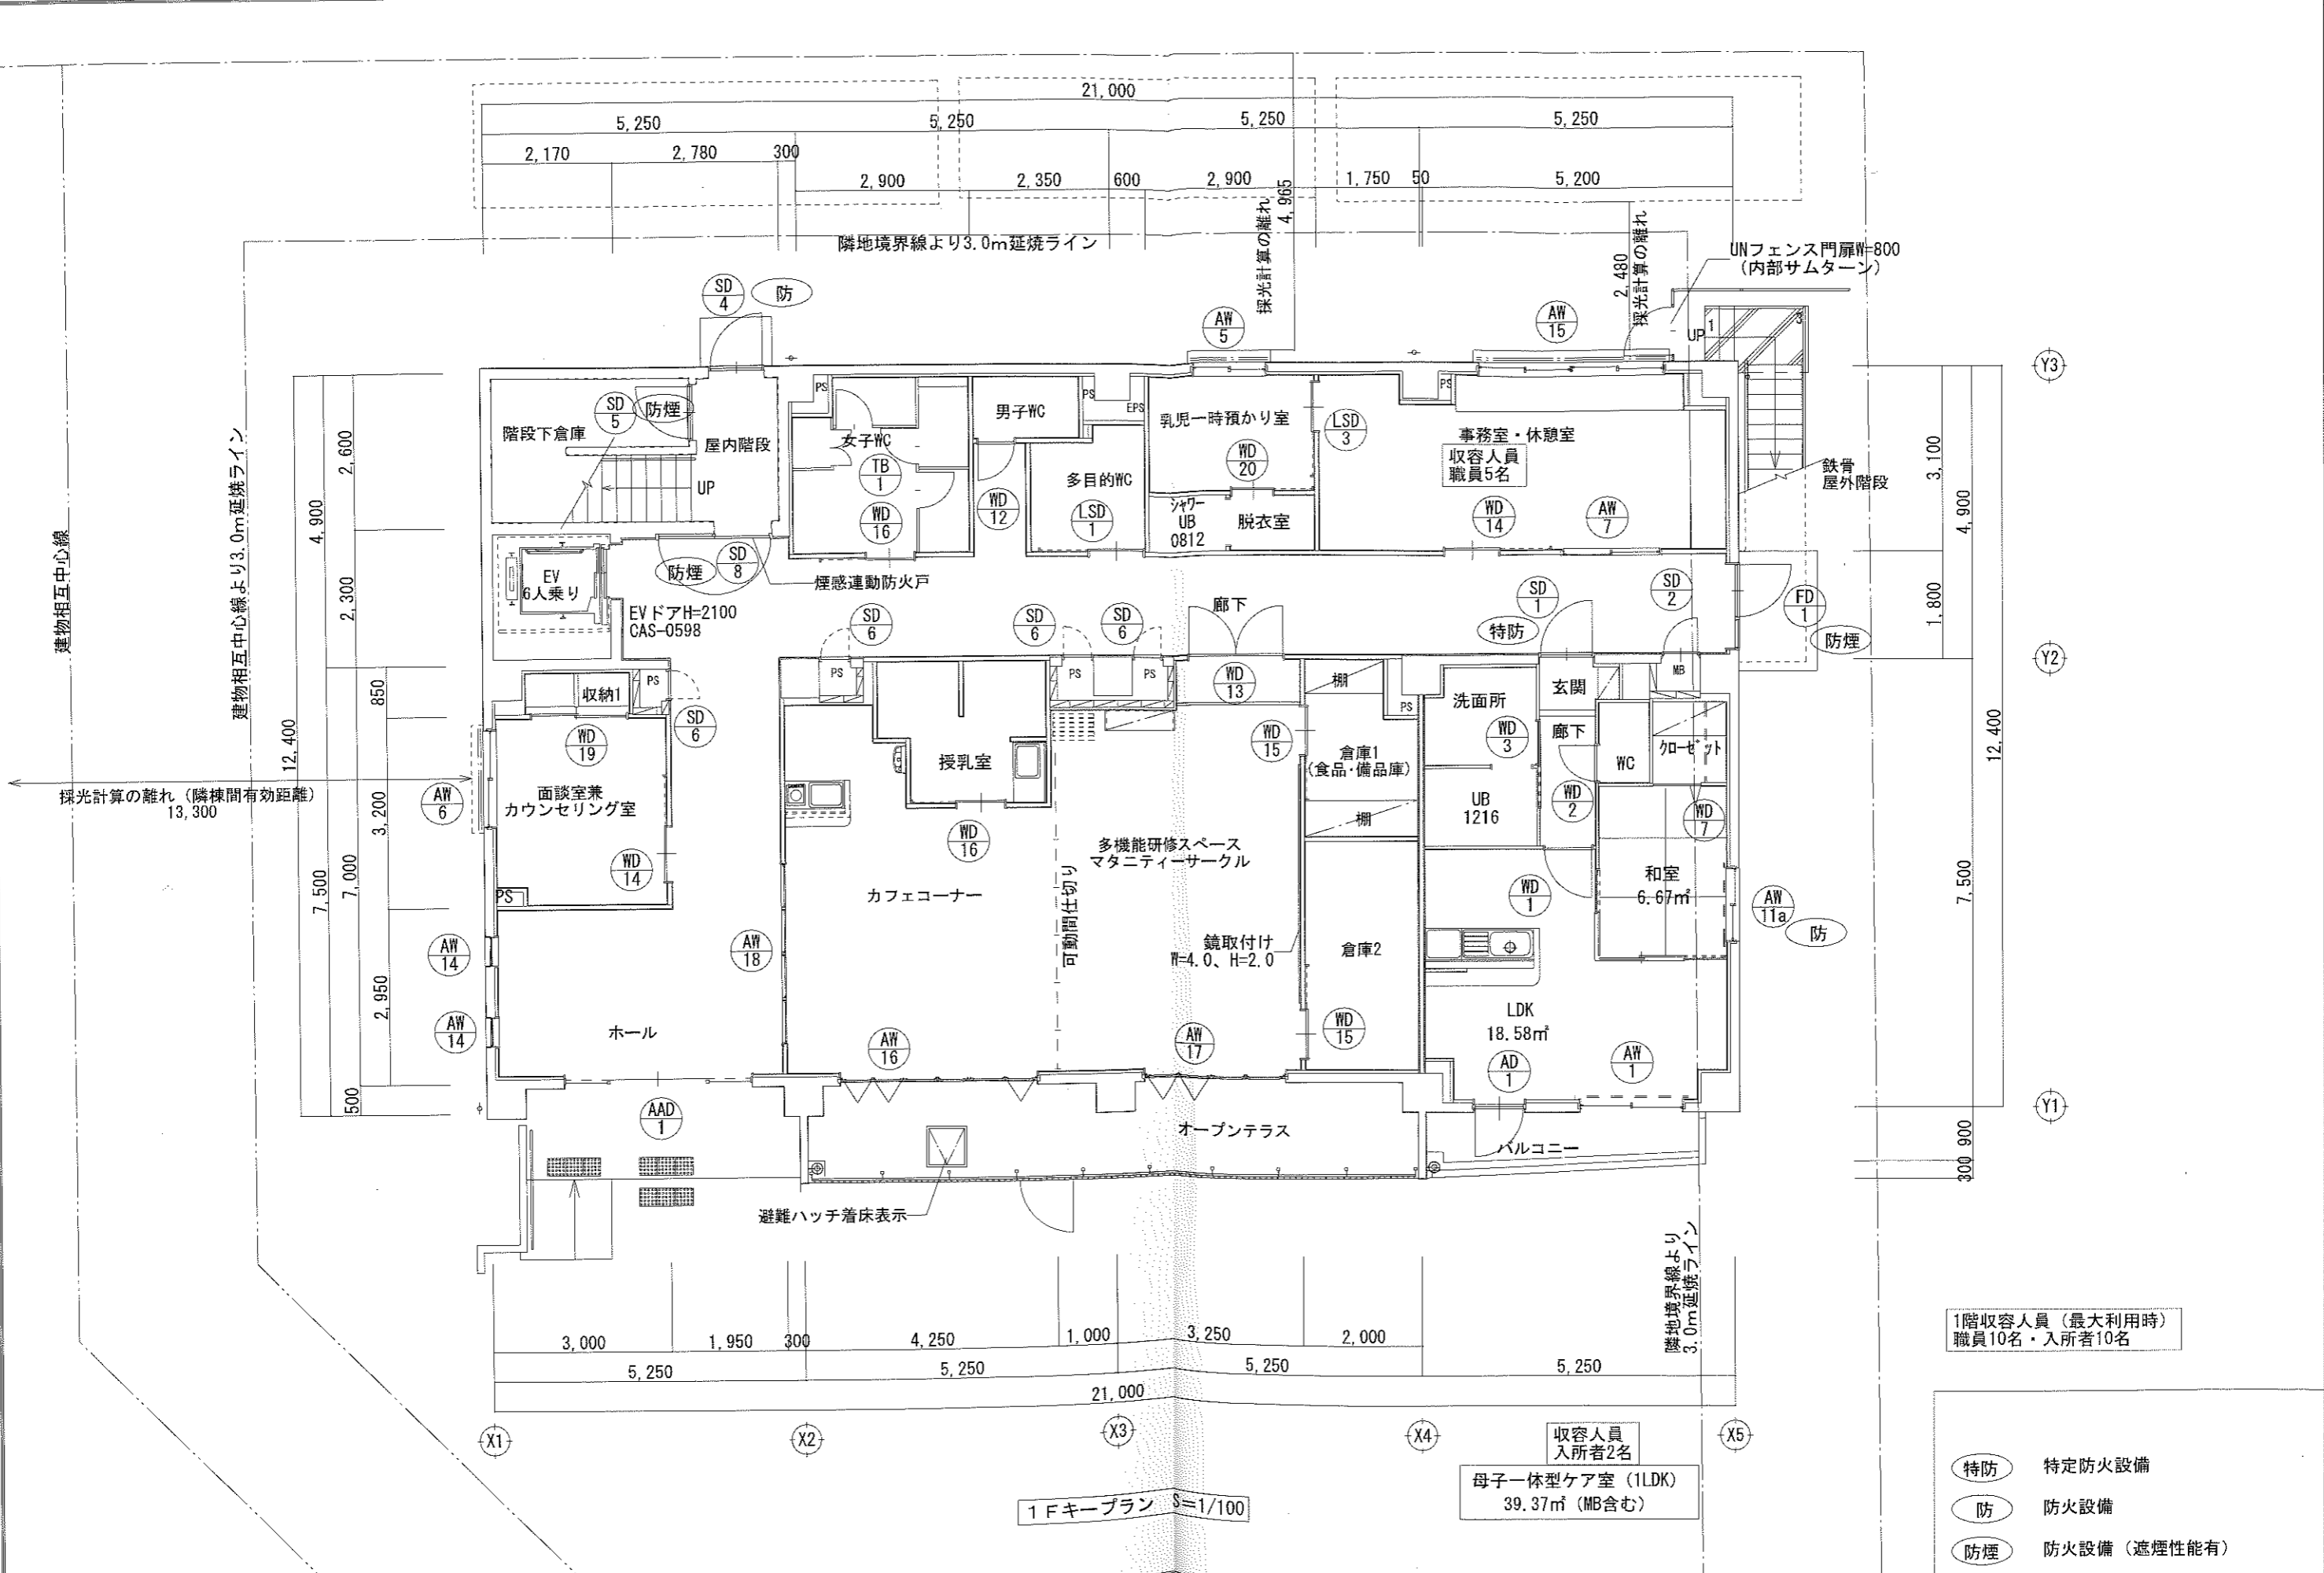 21,000
5,250
5,250
5,250
5,250
2,170
2,780
300
2,900
2,350
600
2,900
1,750
50
5,200
隣地境界線より3.0m延焼ライン
採光計算の離れ
4,965
2,480
採光計算の離れ
UNフェンス門扉W=800
(内部サムターン)
SD
4
防
AW
5
AW
15
UP
1
3
Y3
PS
PS
EPS
PS
SD
5
防煙
階段下倉庫
屋内階段
UP
女子WC
TB
1
WD
16
男子WC
WD
12
多目的WC
LSD
1
乳児一時預かり室
WD
20
LSD
3
シャワー
UB
0812
脱衣室
事務室・休憩室
収容人員
職員5名
WD
14
AW
7
鉄骨
屋外階段
2,600
4,900
2,300
3,100
4,900
1,800
建物相互中心線
建物相互中心線より3.0m延焼ライン
EV
6人乗り
防煙
SD
8
煙感連動防火戸
EVドアH=2100
CAS-0598
SD
6
SD
6
SD
6
廊下
SD
1
特防
SD
2
FD
1
防煙
Y2
収納1
PS
SD
6
PS
PS
PS
WD
13
棚
PS
洗面所
玄関
MB
850
12,400
WD
19
授乳室
WD
15
倉庫1
(食品・備品庫)
WD
3
廊下
WC
クローゼット
12,400
採光計算の離れ(隣棟間有効距離)
13,300
AW
6
面談室兼
カウンセリング室
3,200
WD
16
多機能研修スペース
マタニティーサークル
棚
UB
1216
WD
2
WD
7
7,500
7,000
WD
14
PS
カフェコーナー
可動間仕切り
WD
1
和室
6.67㎡
AW
11a
防
7,500
AW
14
AW
18
鏡取付け
W=4.0、H=2.0
倉庫2
2,950
AW
14
ホール
AW
16
AW
17
WD
15
LDK
18.58㎡
AD
1
AW
1
500
AAD
1
オープンテラス
バルコニー
Y1
900
300
避難ハッチ着床表示
隣地境界線より
3.0m延焼ライン
3,000
1,950
300
4,250
1,000
3,250
2,000
5,250
5,250
5,250
5,250
21,000
X1
X2
X3
X4
X5
1階収容人員(最大利用時)
職員10名・入所者10名
収容人員
入所者2名
母子一体型ケア室(1LDK)
39.37㎡(MB含む)
1Fキープラン S=1/100
特防 特定防火設備
防 防火設備
防煙 防火設備(遮煙性能有)